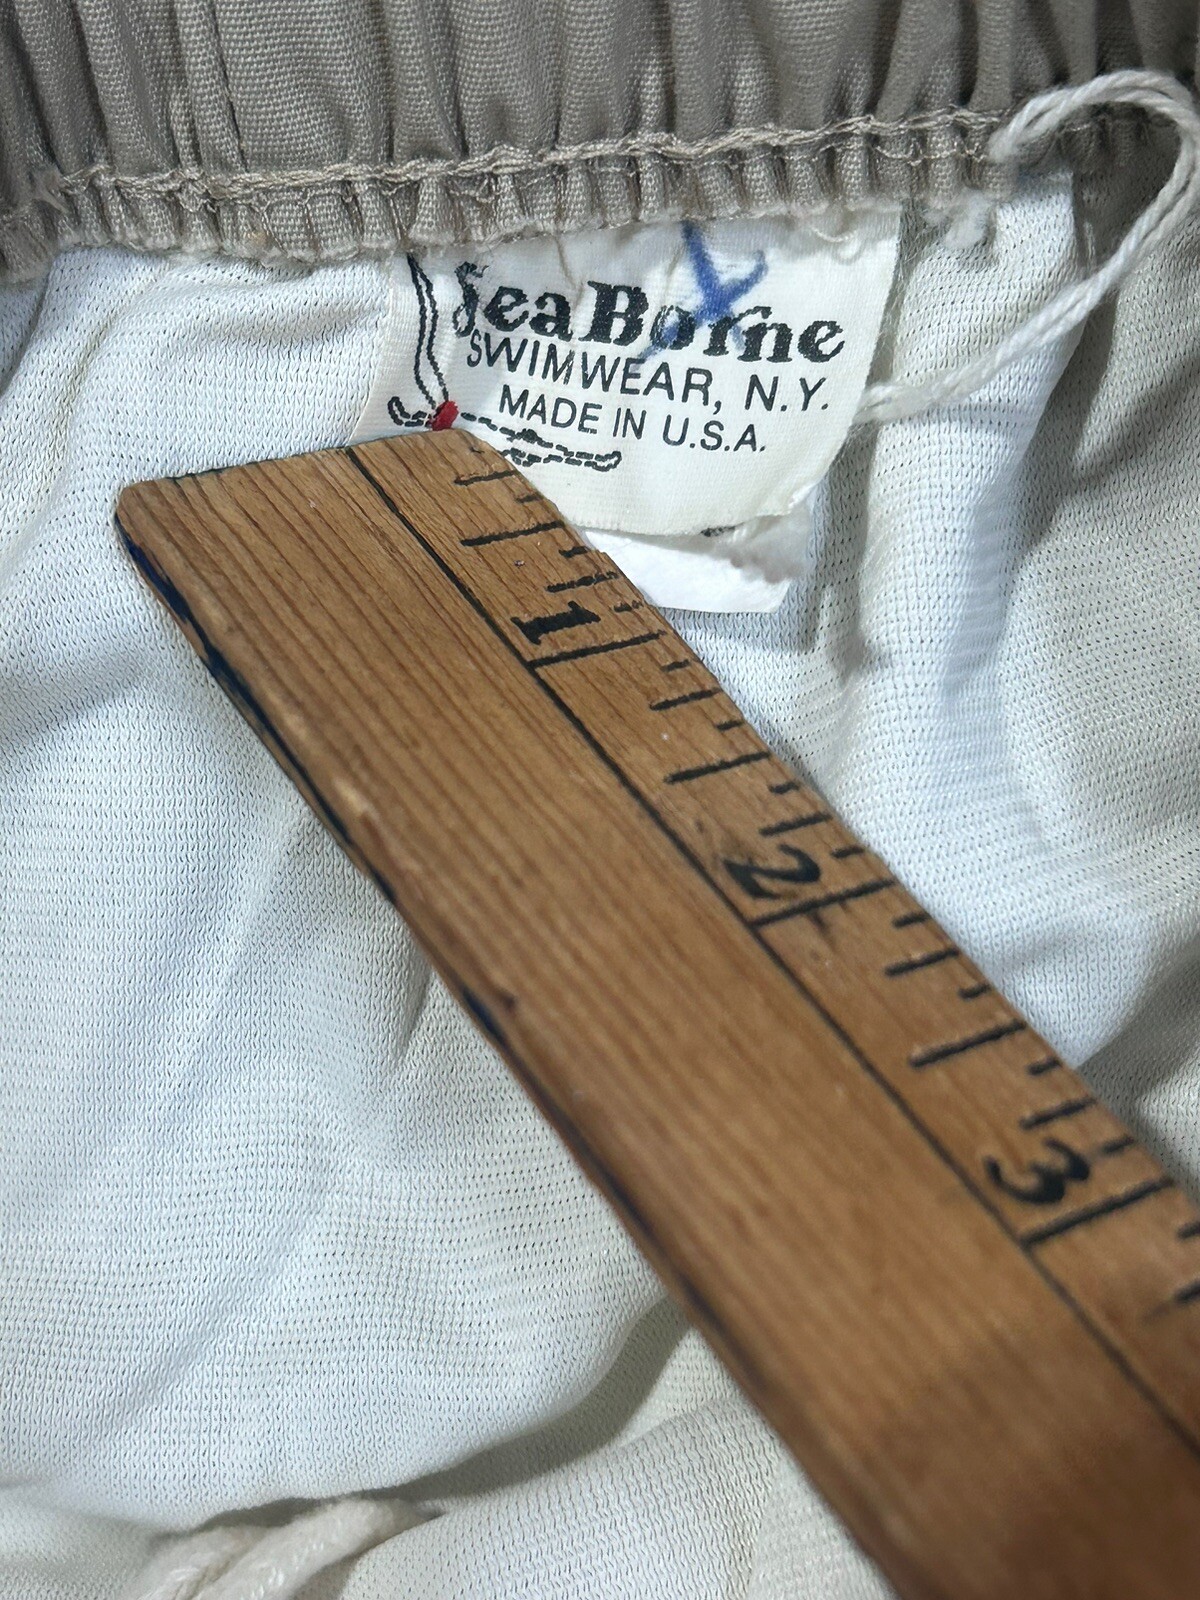 SeaBorne
SWIMWEAR, N.Y.
MADE IN U.S.A.
1
2
3